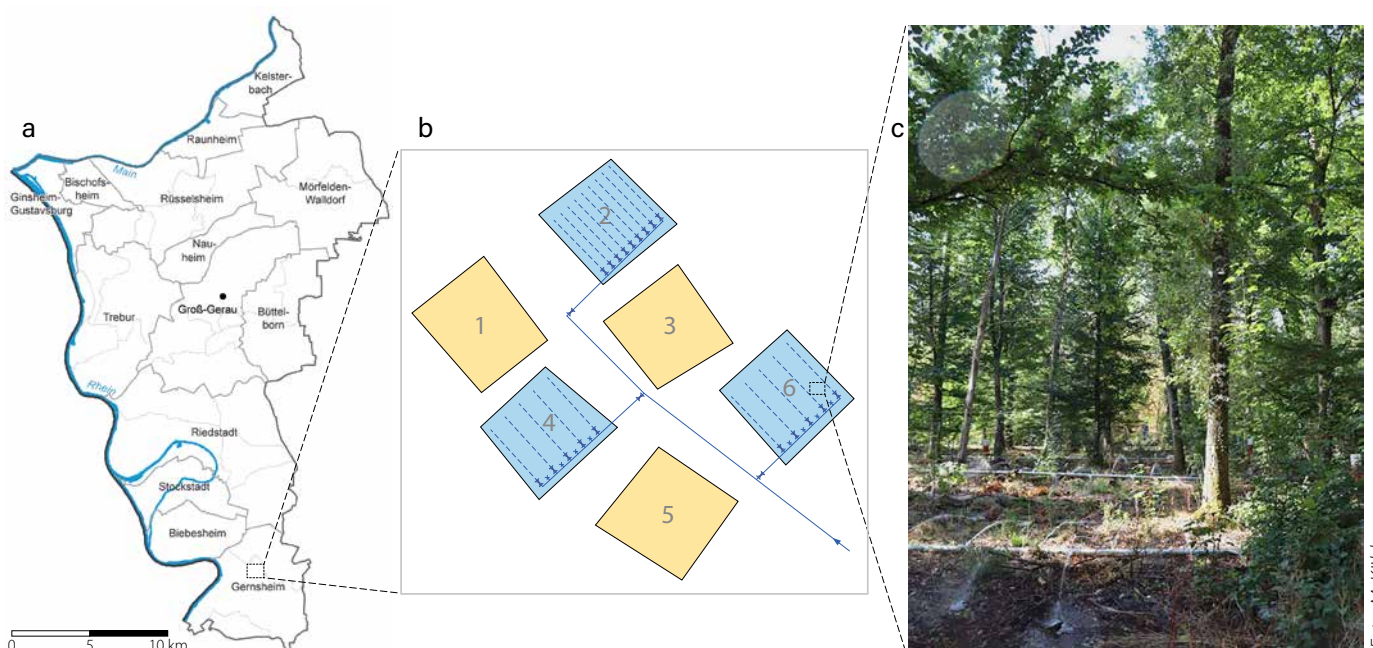 a
Kelster-
bach
Raunheim
Main
Bischofs-
heim
Ginsheim-
Gustavsburg
Rüsselsheim
Mörfelden-
Walldorf
Nau-
heim
Trebur
Groß-Gerau
Büttel-
born
Rhein
Riedstadt
Stockstadt
Biebesheim
Gernsheim
0 5 10 km
b
2
1
3
6
4
5
c